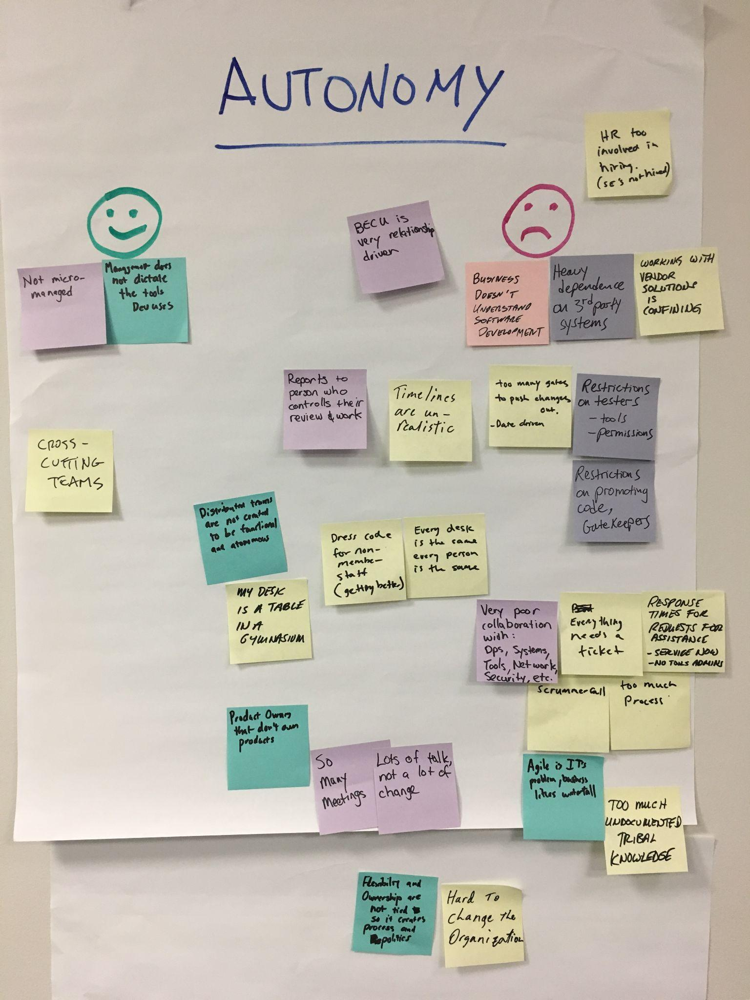 AUTONOMY
HR too
involved in
hiring.
(SE's not hired)
BECU is
very relationship
driven
Not micro-
managed
Management does
not dictate
the tools
Dev uses
BUSINESS
DOESN'T
UNDERSTAND
SOFTWARE
DEVELOPMENT
Heavy
dependence
on 3rd party
systems
WORKING WITH
VENDOR
SOLUTIONS
IS
CONFINING
Reports to
person who
controlls their
review & work
Timelines
are un-
realistic
too many gates
to push changes
out.
- Date driven
Restrictions
on testers
- tools
- permissions
CROSS-
CUTTING
TEAMS
Restrictions
on promoting
code,
GateKeepers
Distributed teams
are not created
to be functional
and atonomous
Dress code
for non-
membe-
staff
(getting better)
Every desk
is the same
every person
is the same
MY DESK
IS A TABLE
IN A
GYMNASIUM
Very poor
collaboration
with:
Ops, Systems,
Tools, Network,
Security, etc.
Everything
needs a
ticket
RESPONSE
TIMES FOR
REQUESTS FOR
ASSISTANCE
- SERVICE NOW
- NO TOOLS ADMINS
Scrummerfall
too much
Process
Product Owners
that don't own
products
So
many
meetings
Lots of talk,
not a lot of
change
Agile is IT's
problem, business
likes waterfall
TOO MUCH
UNDOCUMENTED
TRIBAL
KNOWLEDGE
Flexibility and
Ownership are
not tied
so it creates
process and
politics
Hard To
change the
Organization